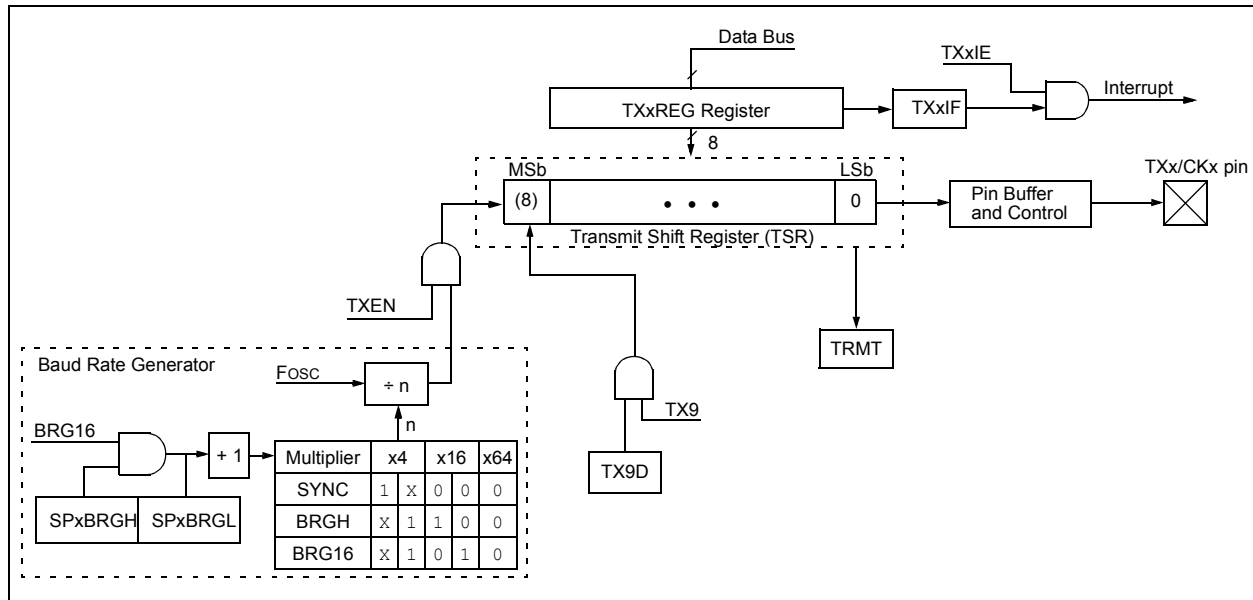 Data Bus
TXxIE
Interrupt
TXxREG Register
TXxIF
8
MSb
LSb
TXx/CKx pin
(8)
• • •
0
Pin Buffer
and Control
Transmit Shift Register (TSR)
TXEN
TRMT
Baud Rate Generator
FOSC
÷ n
n
TX9
BRG16
+ 1
TX9D
Multiplier x4 x16 x64
SYNC 1 X 0 0 0
BRGH X 1 1 0 0
BRG16 X 1 0 1 0
SPxBRGH SPxBRGL